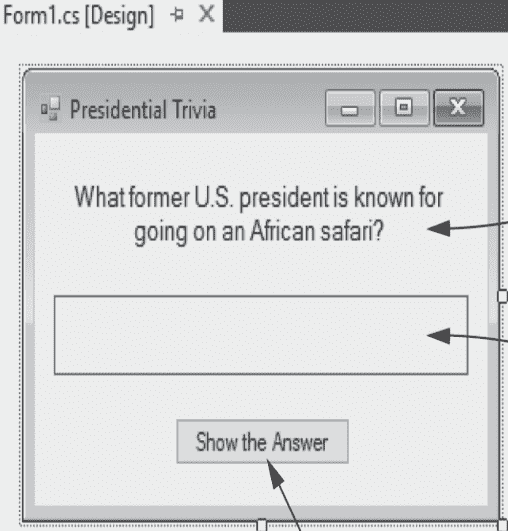 Form1.cs [Design]
Presidential Trivia
What former U.S. president is known for
going on an African safari?
Show the Answer